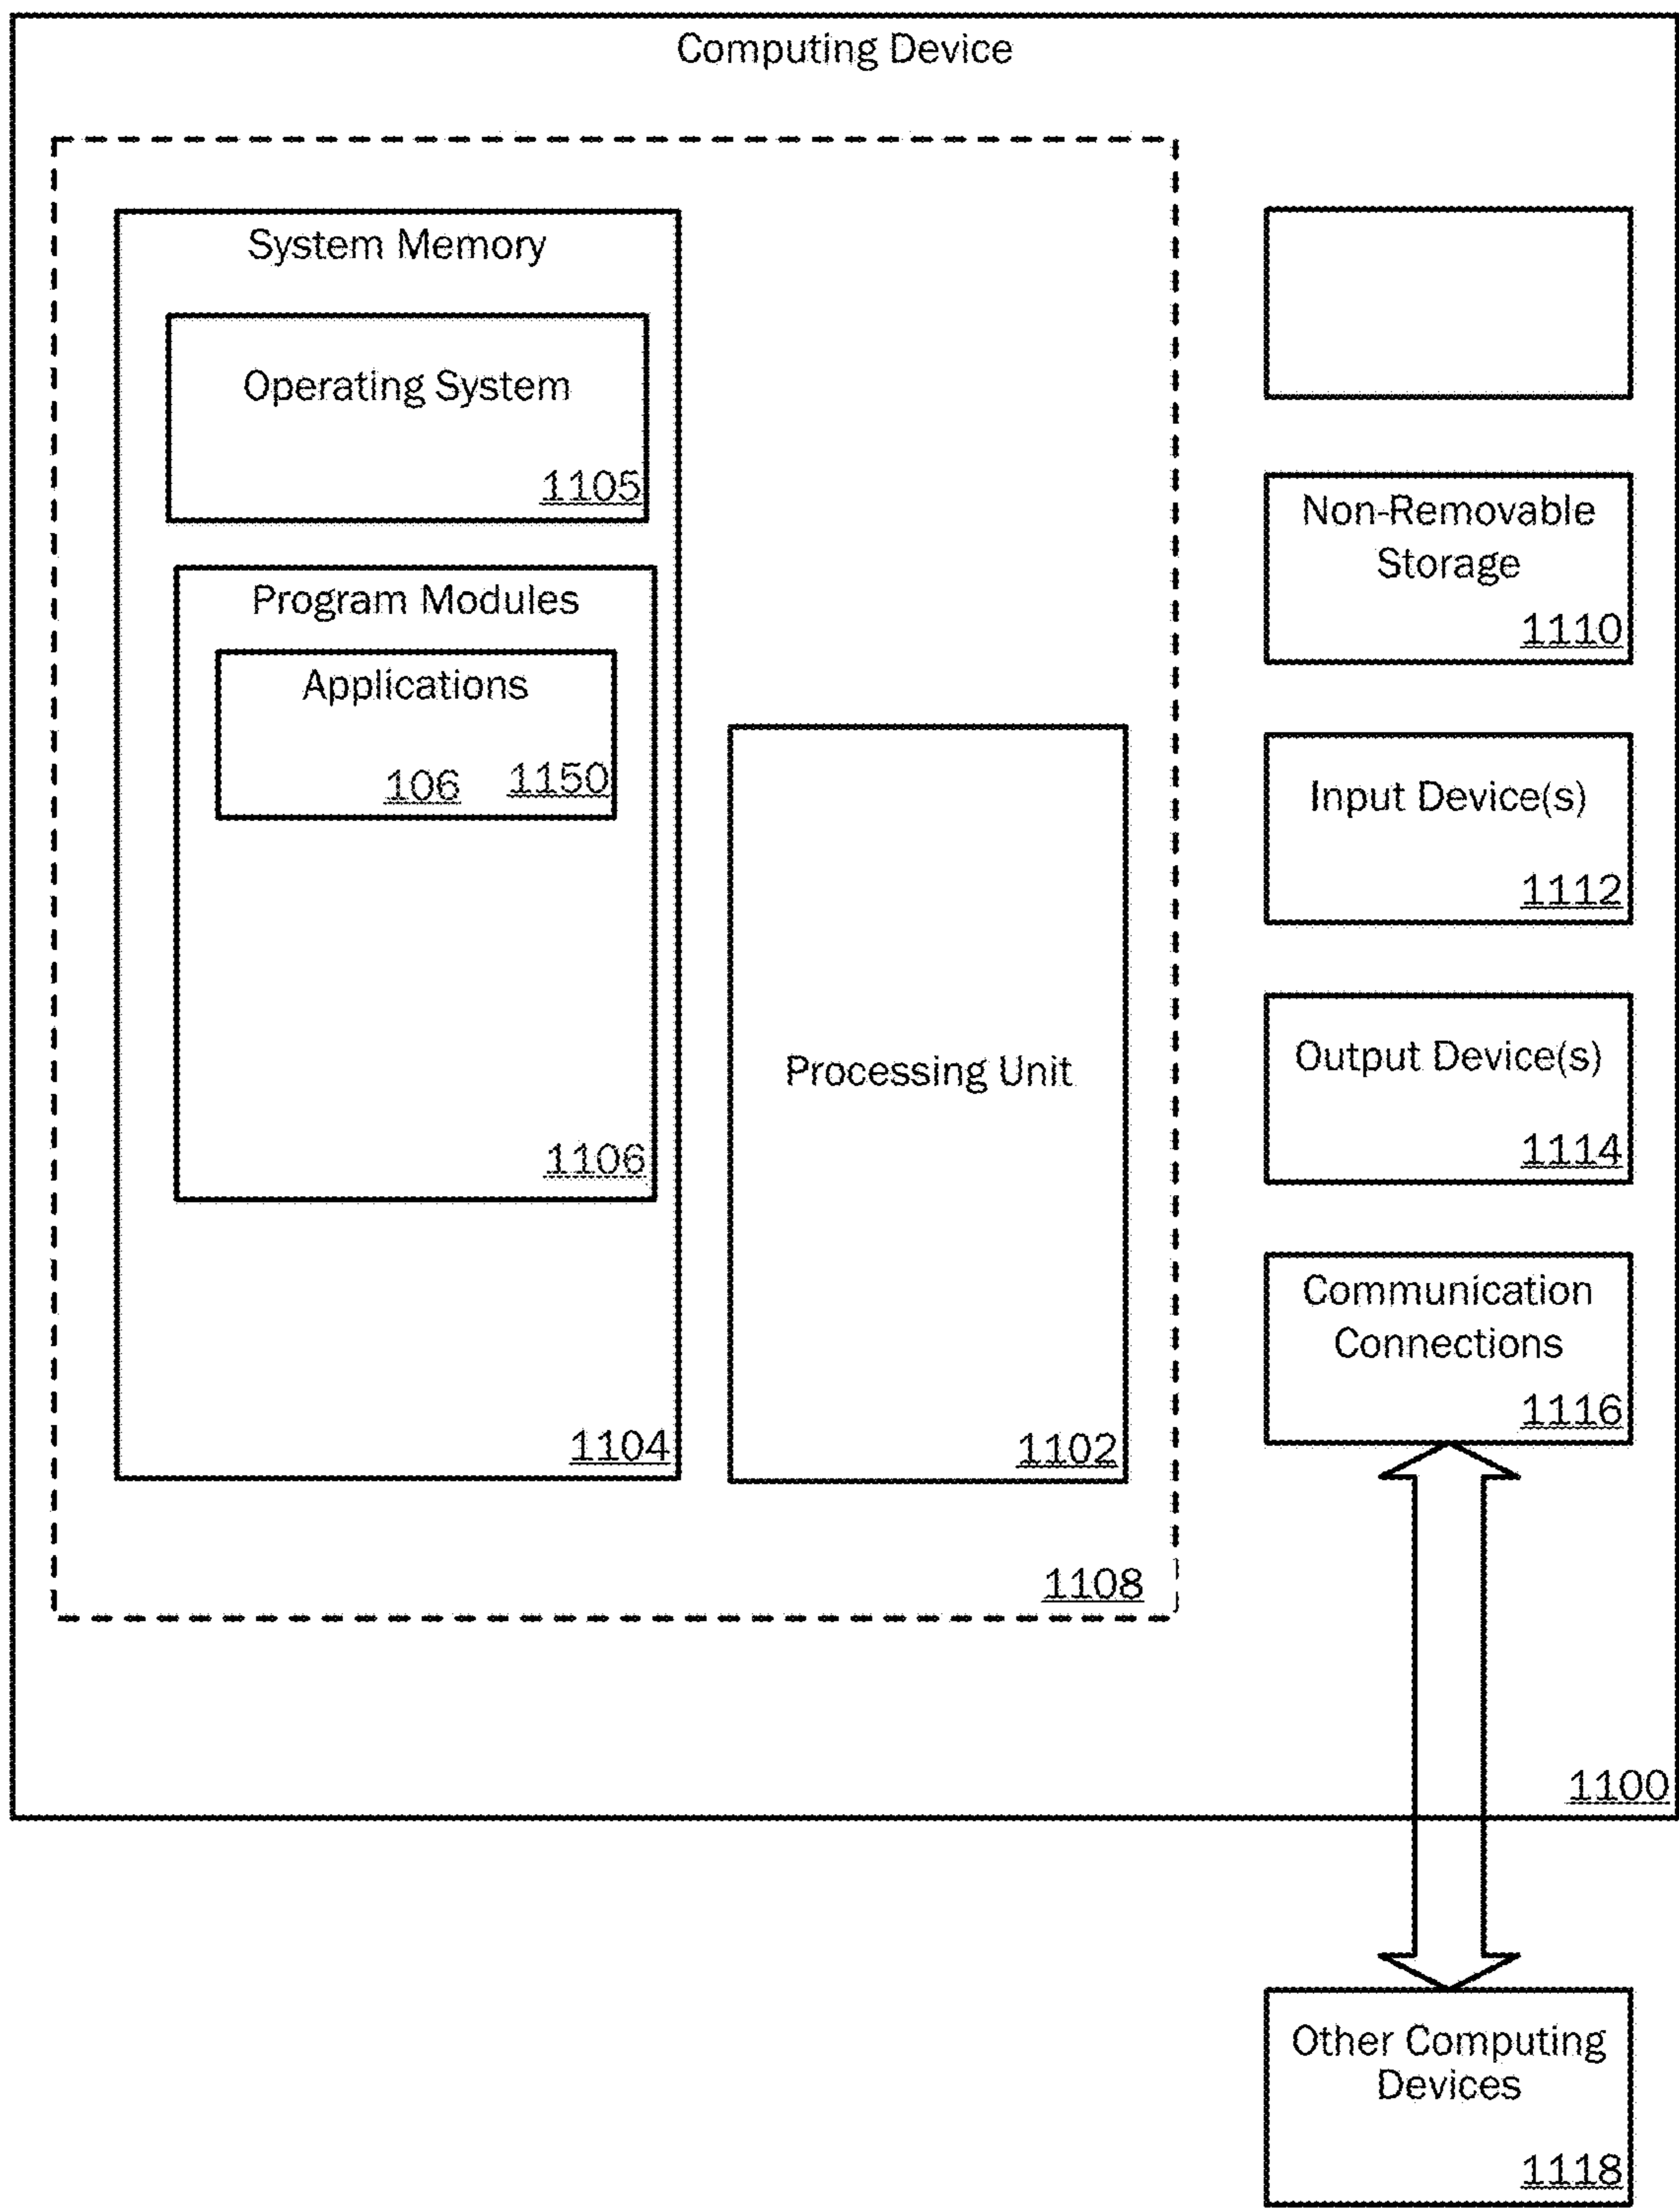 Computing Device
System Memory
Operating System
1105
Program Modules
Applications
106 1150
1106
1104
Processing Unit
1102
1108
Non-Removable
Storage
1110
Input Device(s)
1112
Output Device(s)
1114
Communication
Connections
1116
1100
Other Computing
Devices
1118